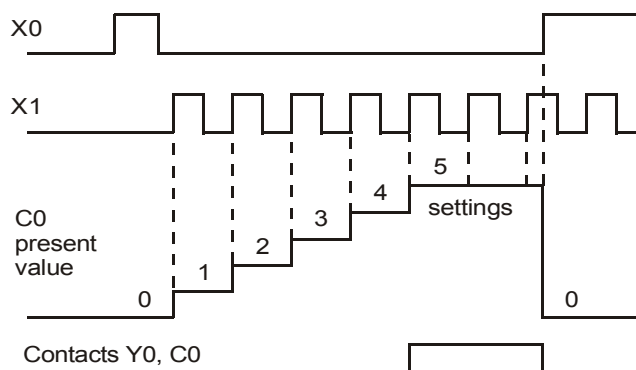 X0
X1
5
settings
4
3
2
1
0
0
C0
present
value
Contacts Y0, C0